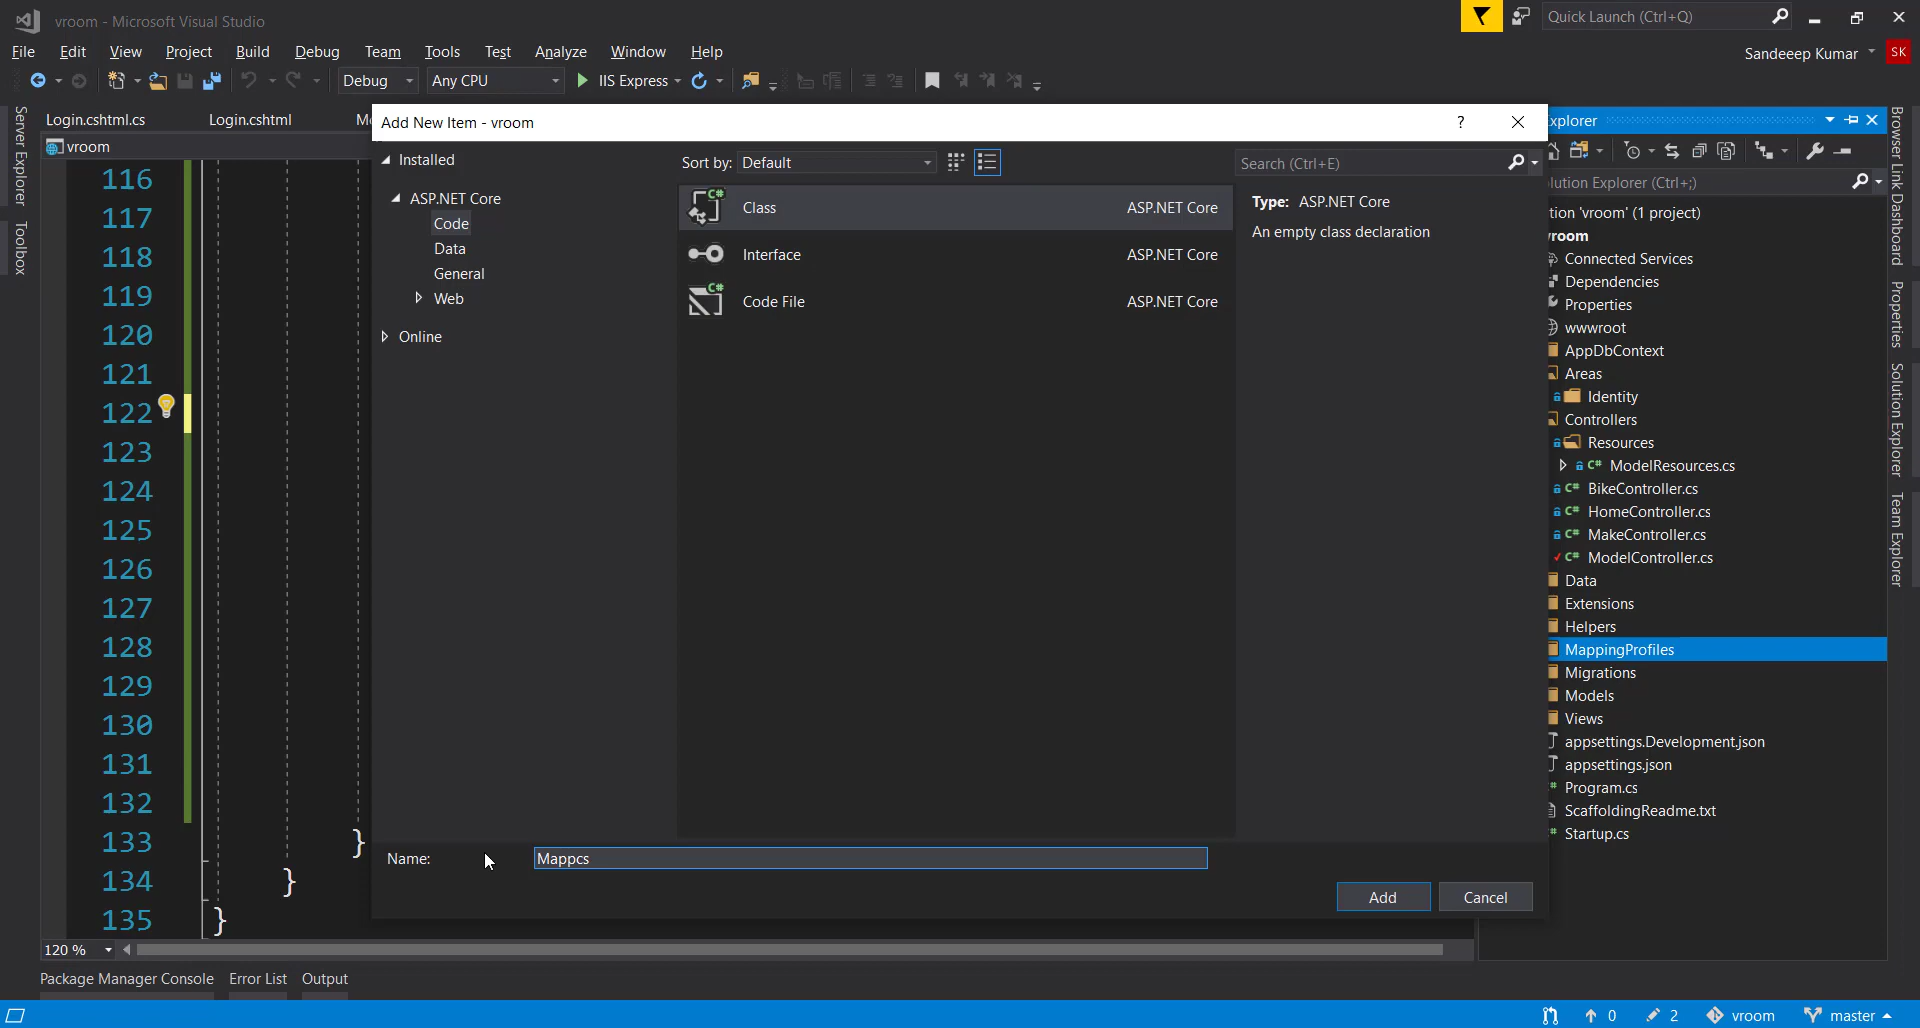 vroom - Microsoft Visual Studio
Quick Launch (Ctrl+Q)
File Edit View Project Build Debug Team Tools Test Analyze Window Help
Sandeeep Kumar SK
Debug Any CPU IIS Express
Server Explorer
Toolbox
Login.cshtml.cs Login.cshtml
vroom
116
117
118
119
120
121
122
123
124
125
126
127
128
129
130
131
132
133 }
134 }
135 }
120 %
Add New Item - vroom
?
Installed
ASP.NET Core
Code
Data
General
Web
Online
Sort by: Default
Search (Ctrl+E)
C# Class ASP.NET Core
Interface ASP.NET Core
C# Code File ASP.NET Core
Type: ASP.NET Core
An empty class declaration
Name: Mappcs
Add Cancel
xplorer
lution Explorer (Ctrl+;)
tion 'vroom' (1 project)
vroom
Connected Services
Dependencies
Properties
wwwroot
AppDbContext
Areas
Identity
Controllers
Resources
C# ModelResources.cs
C# BikeController.cs
C# HomeController.cs
C# MakeController.cs
C# ModelController.cs
Data
Extensions
Helpers
MappingProfiles
Migrations
Models
Views
appsettings.Development.json
appsettings.json
Program.cs
ScaffoldingReadme.txt
Startup.cs
Browser Link Dashboard
Properties
Solution Explorer
Team Explorer
Package Manager Console Error List Output
0 2 vroom master